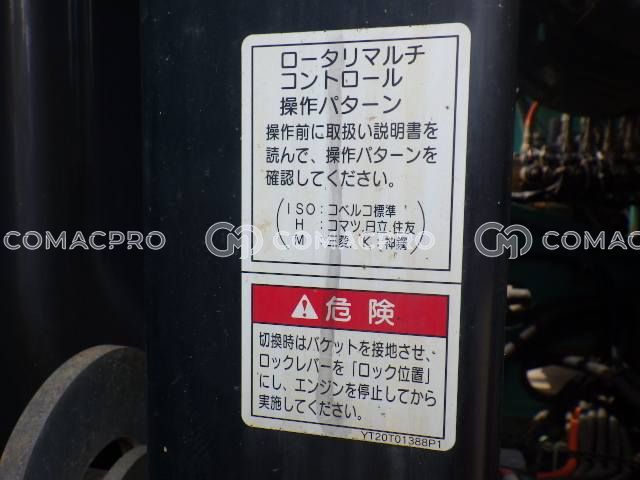 ロータリマルチ
コントロール
操作パターン
操作前に取扱い説明書を
読んで、操作パターンを
確認してください。
ISO：コベルコ標準
H　：コマツ,日立,住友
M　：三菱、K：神鋼
COMACPRO COMACPRO COMACPRO
危険
切換時はバケットを接地させ、
ロックレバーを「ロック位置」
にし、エンジンを停止してから
実施してください。
YT20T01388P1